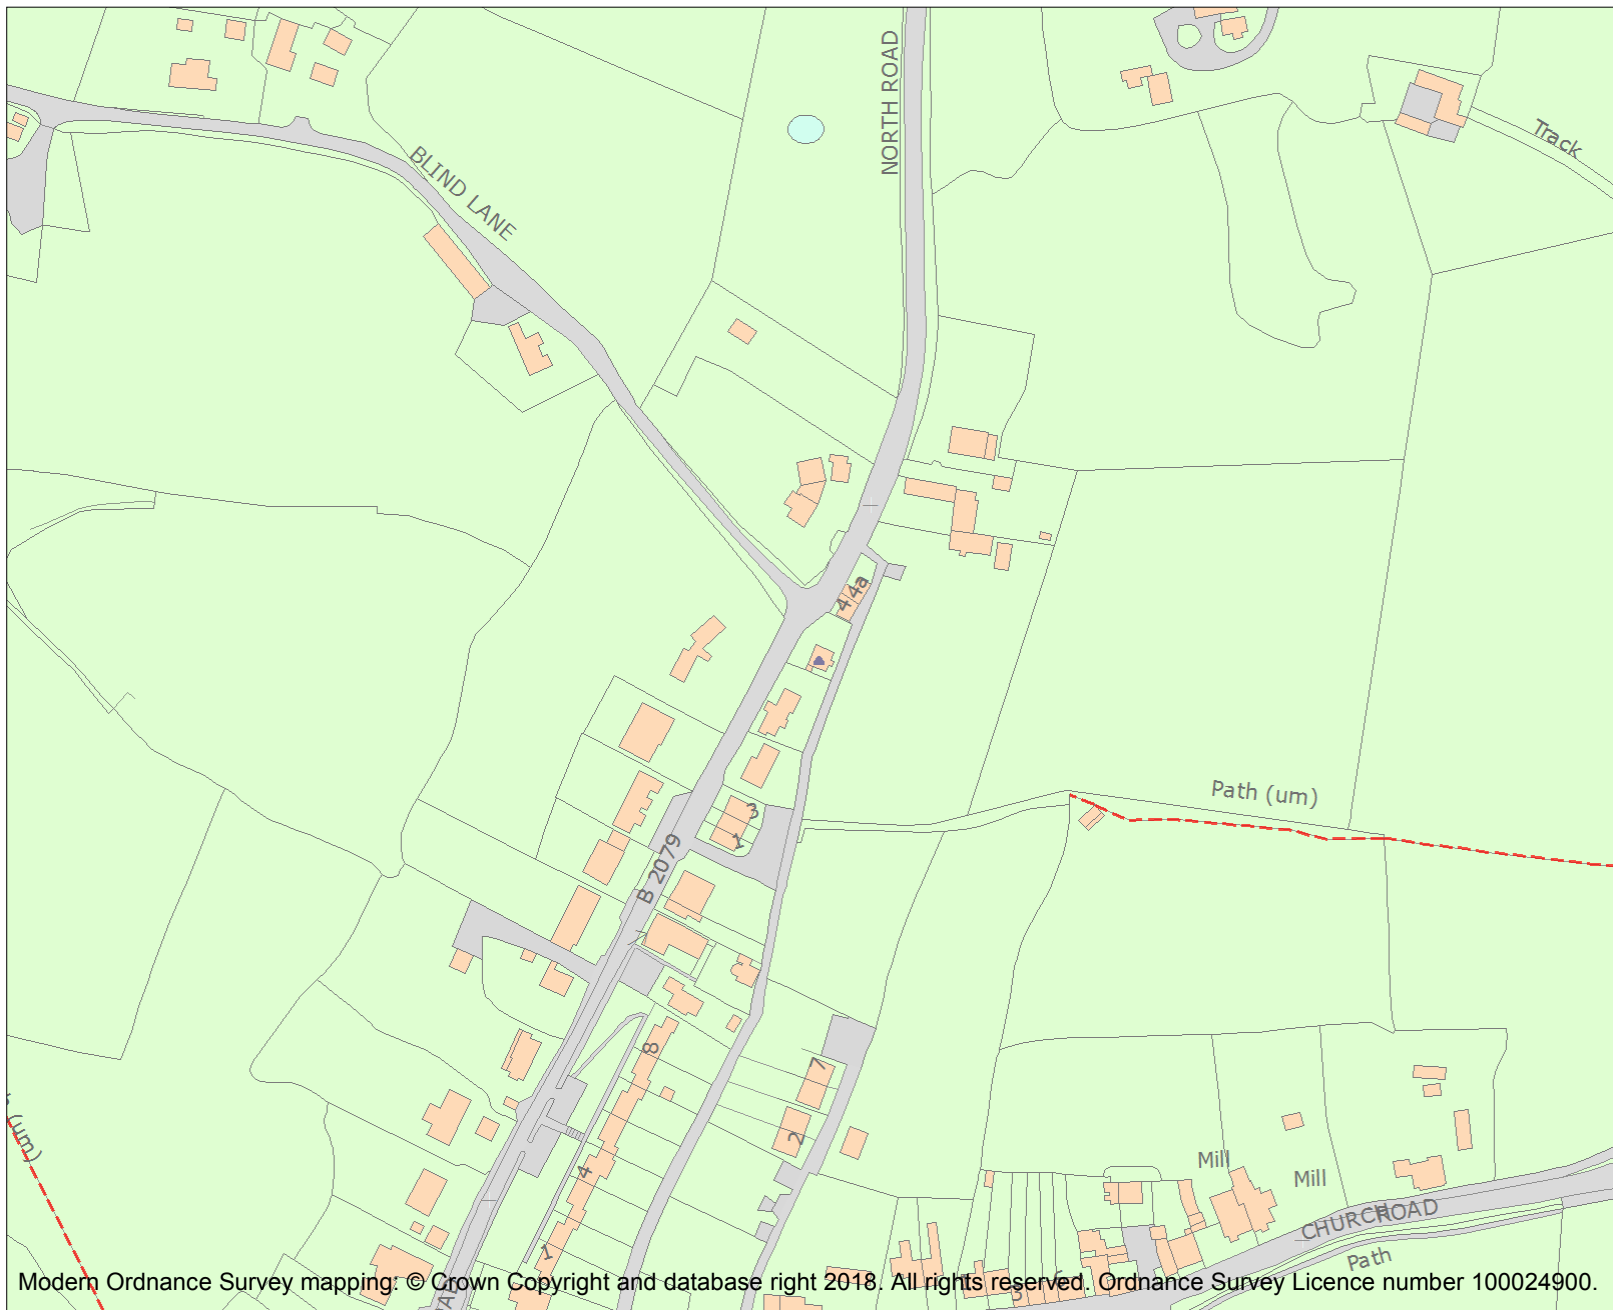 NORTH ROAD
Track
BLIND LANE
4
4a
Path (um)
3
1
B 2079
7
8
7
2
4
1
Mill
Mill
CHURCH ROAD
Path
3
Modern Ordnance Survey mapping: © Crown Copyright and database right 2018. All rights reserved. Ordnance Survey Licence number 100024900.